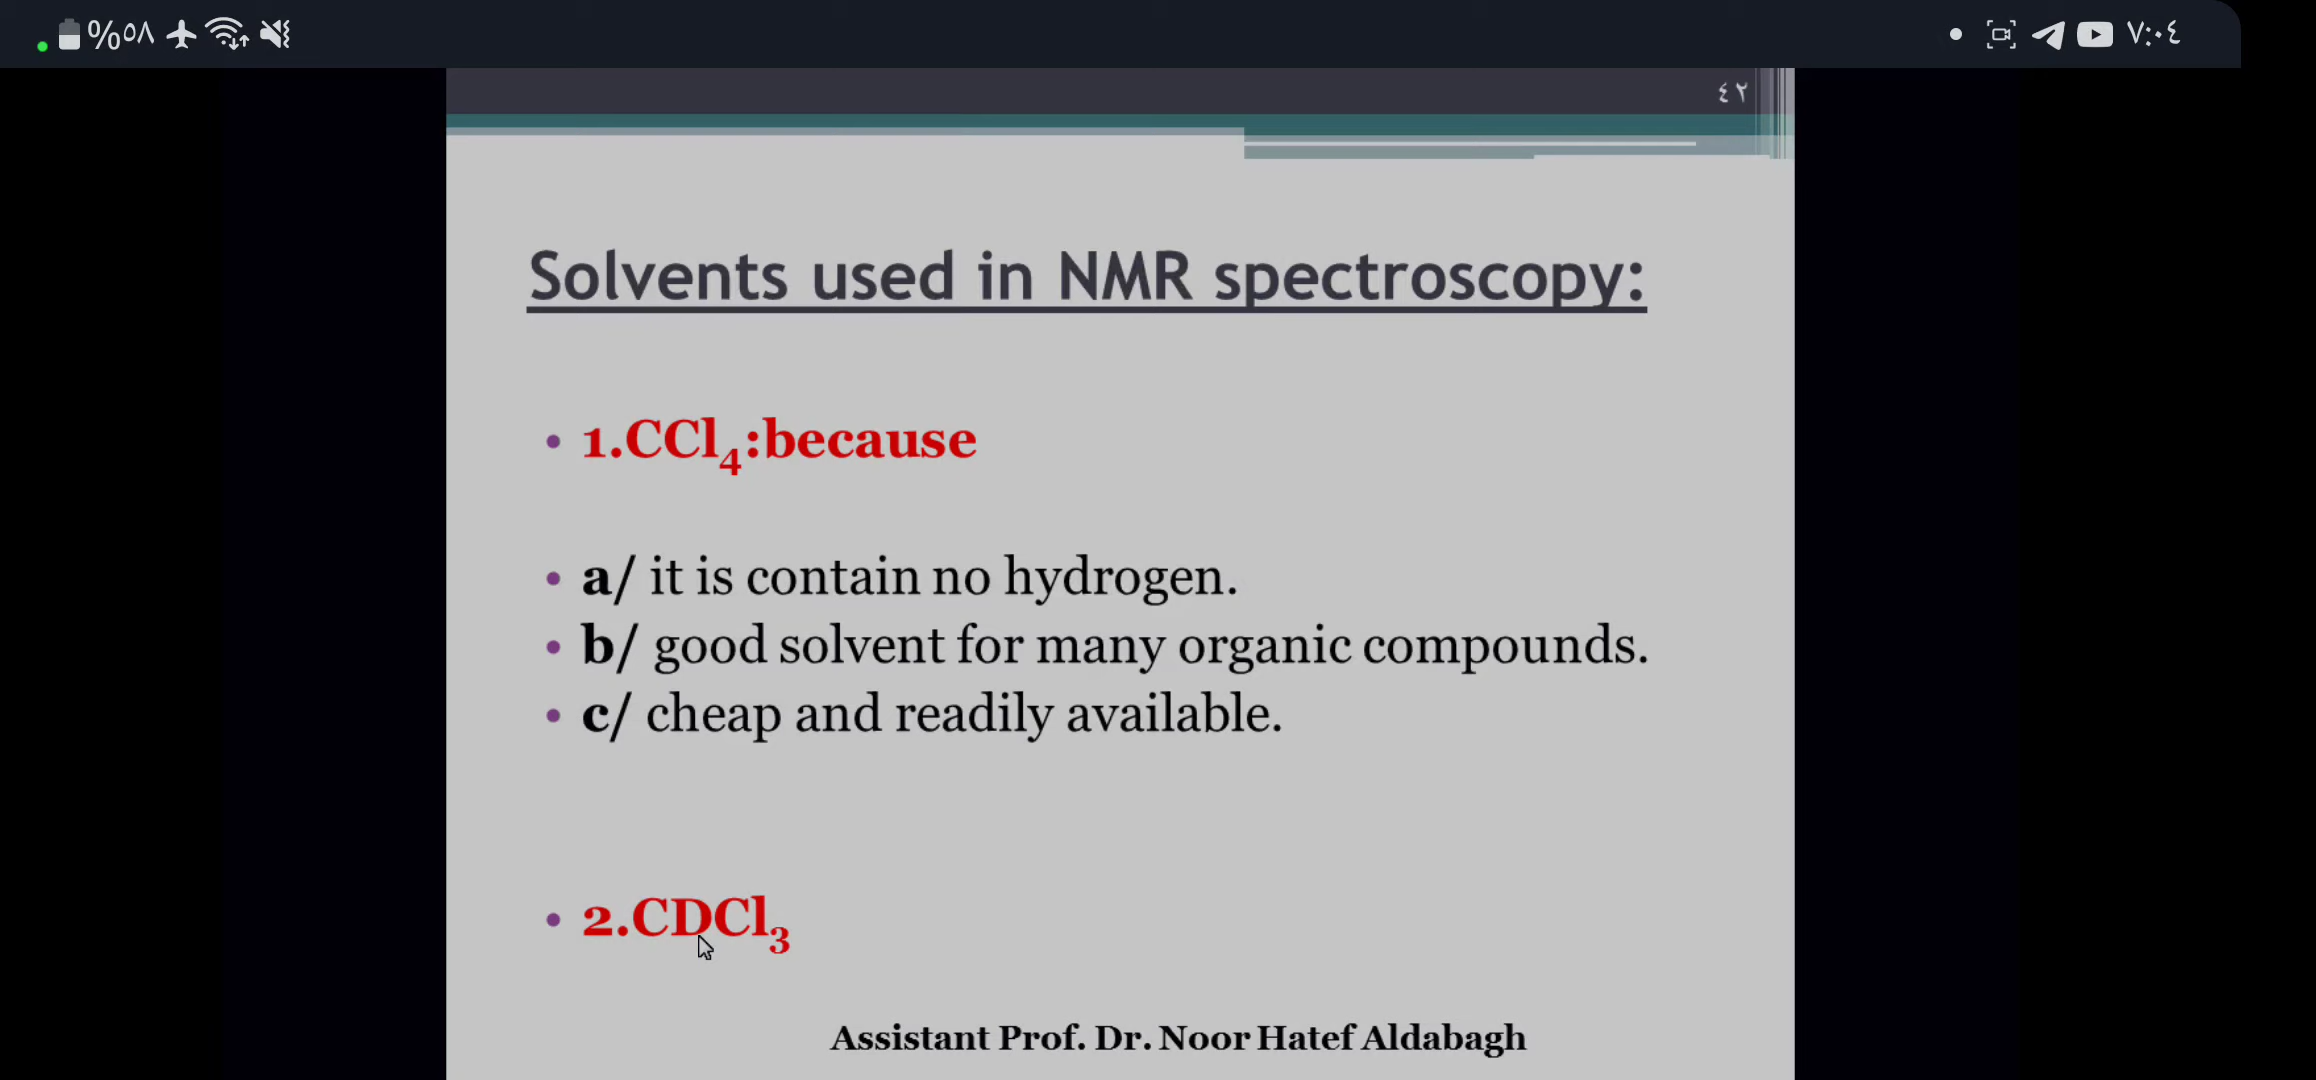 %٥٨
٧:٠٤
٤٢
Solvents used in NMR spectroscopy:
• 1.CCl₄:because
• a/ it is contain no hydrogen.
• b/ good solvent for many organic compounds.
• c/ cheap and readily available.
• 2.CDCl₃
Assistant Prof. Dr. Noor Hatef Aldabagh